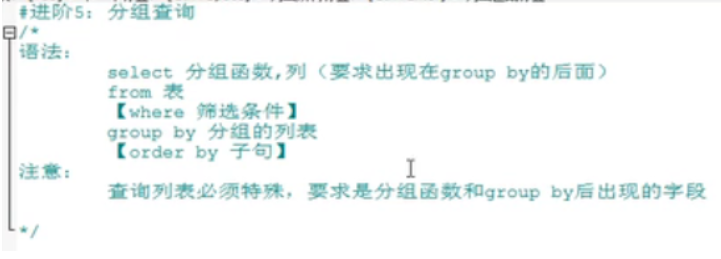 #进阶5：分组查询
/*
语法：
select 分组函数,列（要求出现在group by的后面）
from 表
【where 筛选条件】
group by 分组的列表
【order by 子句】
注意：
查询列表必须特殊，要求是分组函数和group by后出现的字段
*/